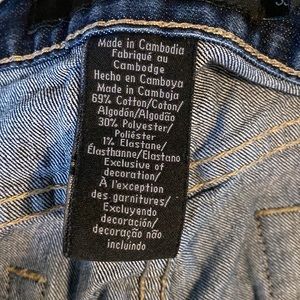 Made in Cambodia
Fabriqué au
Cambodge
Hecho en Camboya
Made in Camboja
69% Cotton/Coton/
Algodón/Algodão
30% Polyester/
Poliéster
1% Elastane/
Élasthanne/Elastano
Exclusive of
decoration/
À l'exception
des garnitures/
Excluyendo
decoración/
decoração não
incluindo